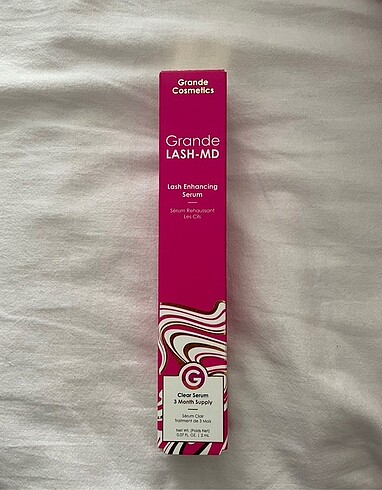 Grande
Cosmetics
Grande
LASH-MD
Lash Enhancing
Serum
Sérum Rehaussant
Les Cils
G
Clear Serum
3 Month Supply
Sérum Clair
Traitment de 3 Mois
Net Wt. (Poids Net)
0.07 FL. OZ. | 2 mL